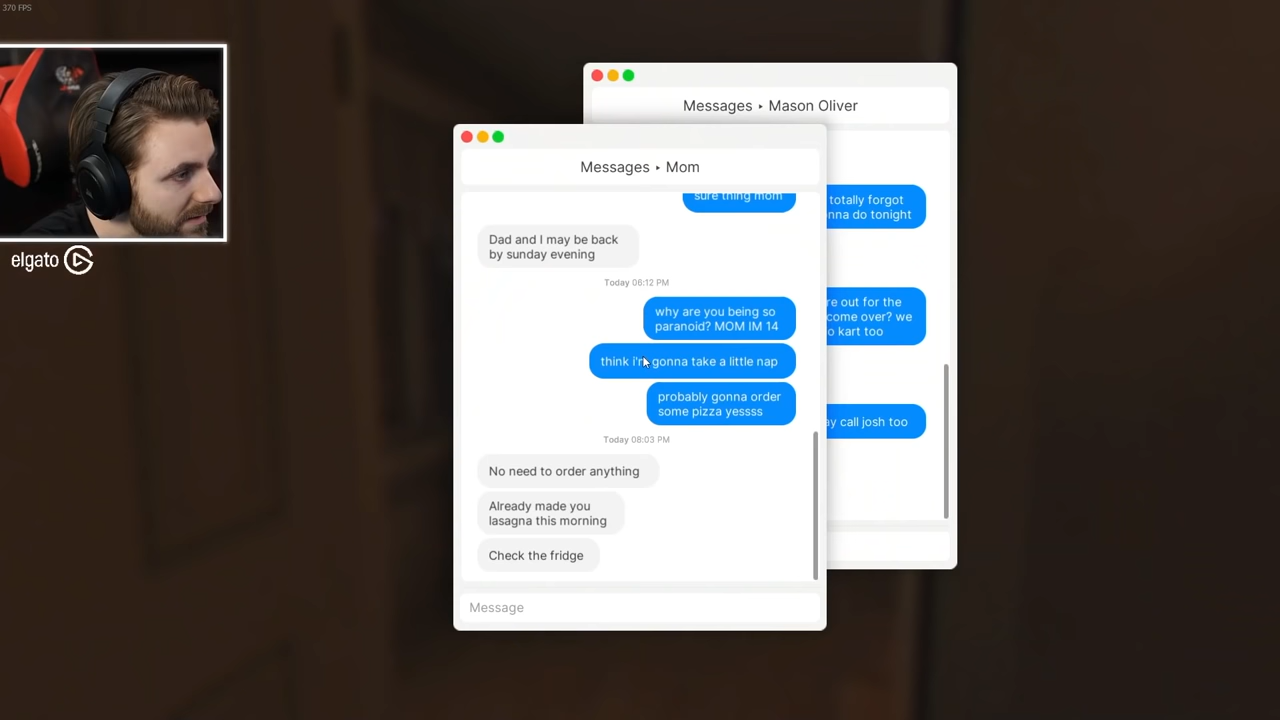 370 FPS
elgato
Messages ▸ Mason Oliver
totally forgot
nna do tonight
re out for the
come over? we
o kart too
ay call josh too
Messages ▸ Mom
sure thing mom
Dad and I may be back
by sunday evening
Today 06:12 PM
why are you being so
paranoid? MOM IM 14
think i'm gonna take a little nap
probably gonna order
some pizza yessss
Today 08:03 PM
No need to order anything
Already made you
lasagna this morning
Check the fridge
Message